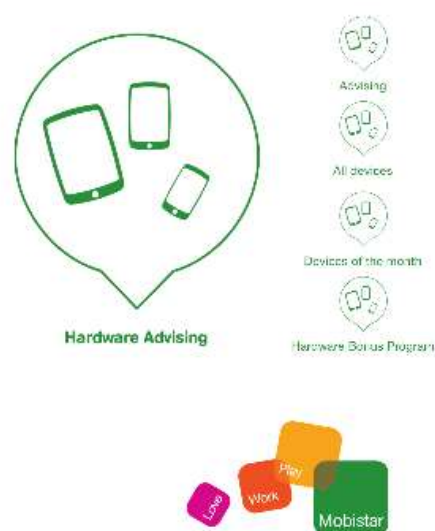 Hardware Advising
Advising
All devices
Devices of the month
Hardware Bonus Program
Love
Work
Play
Mobistar